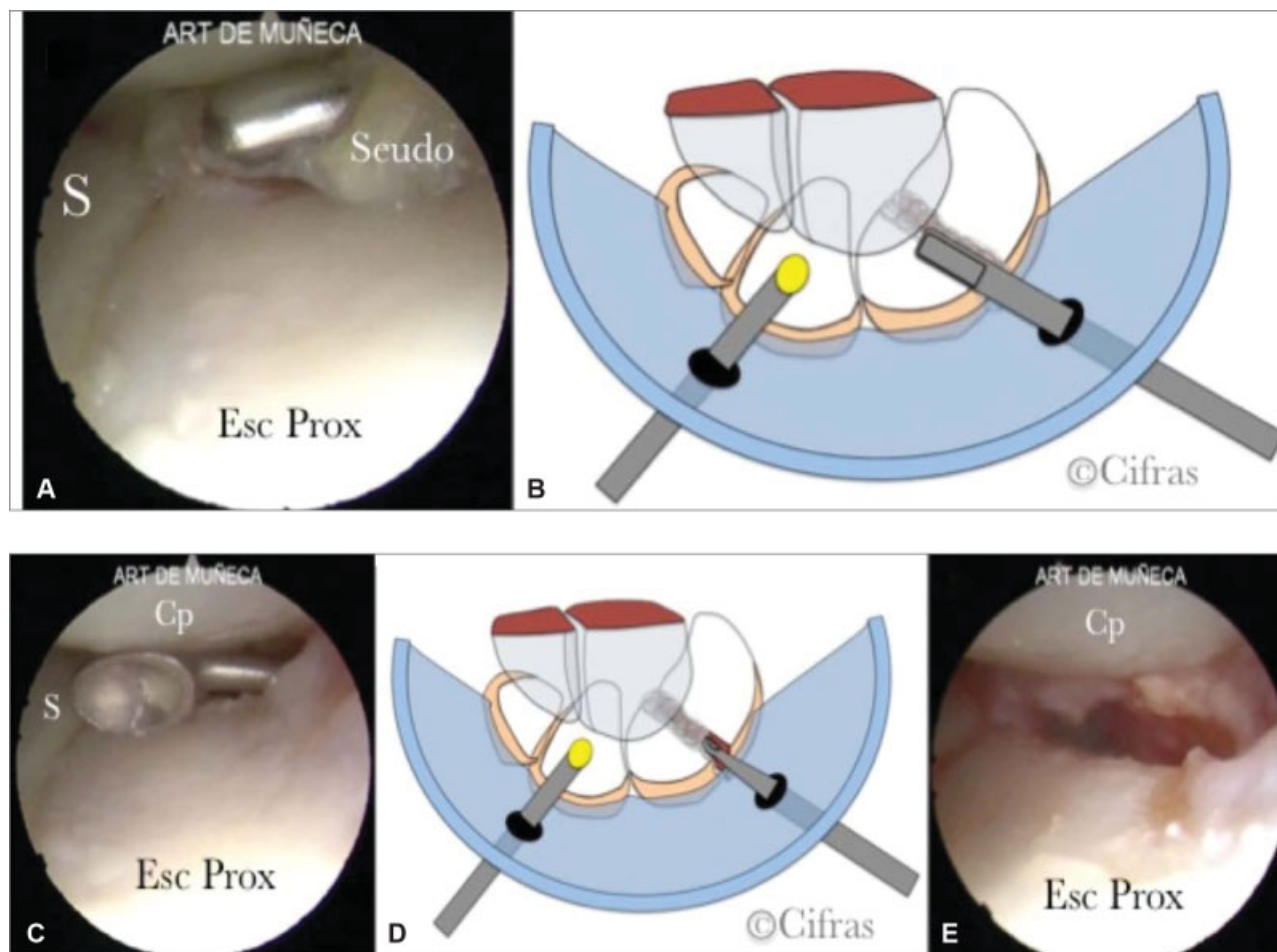 ART DE MUÑECA
S
Seudo
Esc Prox
A
B
©Cifras
ART DE MUÑECA
Cp
S
Esc Prox
C
D
©Cifras
ART DE MUÑECA
Cp
Esc Prox
E